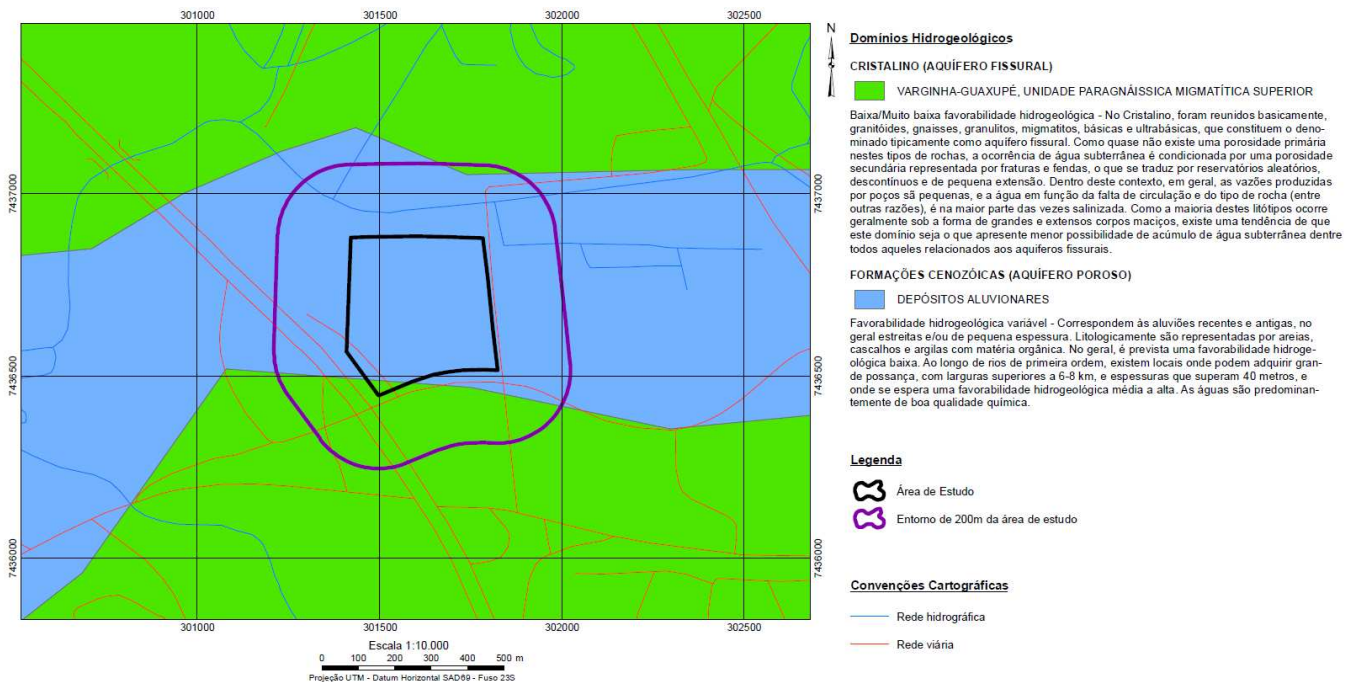 301000
301500
302000
302500
7437000
7436500
7436000
7437000
7436500
7436000
301000
301500
302000
302500
Escala 1:10.000
0 100 200 300 400 500 m
Projeção UTM - Datum Horizontal SAD69 - Fuso 23S
N
Domínios Hidrogeológicos
CRISTALINO (AQUÍFERO FISSURAL)
VARGINHA-GUAXUPÉ, UNIDADE PARAGNÁISSICA MIGMATÍTICA SUPERIOR
Baixa/Muito baixa favorabilidade hidrogeológica - No Cristalino, foram reunidos basicamente,
granitóides, gnaisses, granulitos, migmatitos, básicas e ultrabásicas, que constituem o deno-
minado tipicamente como aquífero fissural. Como quase não existe uma porosidade primária
nestes tipos de rochas, a ocorrência de água subterrânea é condicionada por uma porosidade
secundária representada por fraturas e fendas, o que se traduz por reservatórios aleatórios,
descontínuos e de pequena extensão. Dentro deste contexto, em geral, as vazões produzidas
por poços sã pequenas, e a água em função da falta de circulação e do tipo de rocha (entre
outras razões), é na maior parte das vezes salinizada. Como a maioria destes litótipos ocorre
geralmente sob a forma de grandes e extensos corpos maciços, existe uma tendência de que
este domínio seja o que apresente menor possibilidade de acúmulo de água subterrânea dentre
todos aqueles relacionados aos aquíferos fissurais.
FORMAÇÕES CENOZÓICAS (AQUÍFERO POROSO)
DEPÓSITOS ALUVIONARES
Favorabilidade hidrogeológica variável - Correspondem às aluviões recentes e antigas, no
geral estreitas e/ou de pequena espessura. Litologicamente são representadas por areias,
cascalhos e argilas com matéria orgânica. No geral, é prevista uma favorabilidade hidroge-
ológica baixa. Ao longo de rios de primeira ordem, existem locais onde podem adquirir gran-
de possança, com larguras superiores a 6-8 km, e espessuras que superam 40 metros, e
onde se espera uma favorabilidade hidrogeológica média a alta. As águas são predominan-
temente de boa qualidade química.
Legenda
Área de Estudo
Entorno de 200m da área de estudo
Convenções Cartográficas
Rede hidrográfica
Rede viária